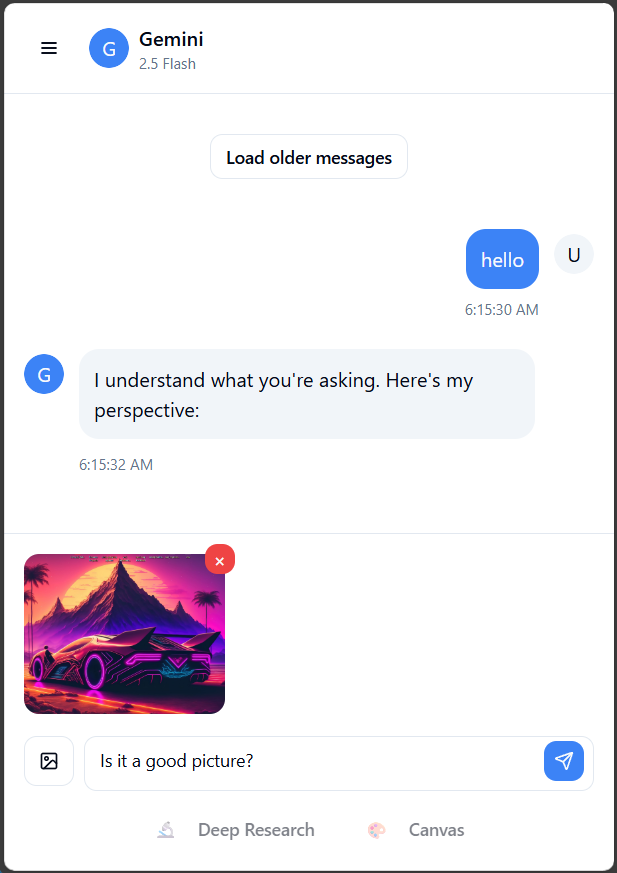 G
Gemini
2.5 Flash
Load older messages
hello
U
6:15:30 AM
G
I understand what you're asking. Here's my
perspective:
6:15:32 AM
Is it a good picture?
Deep Research
Canvas